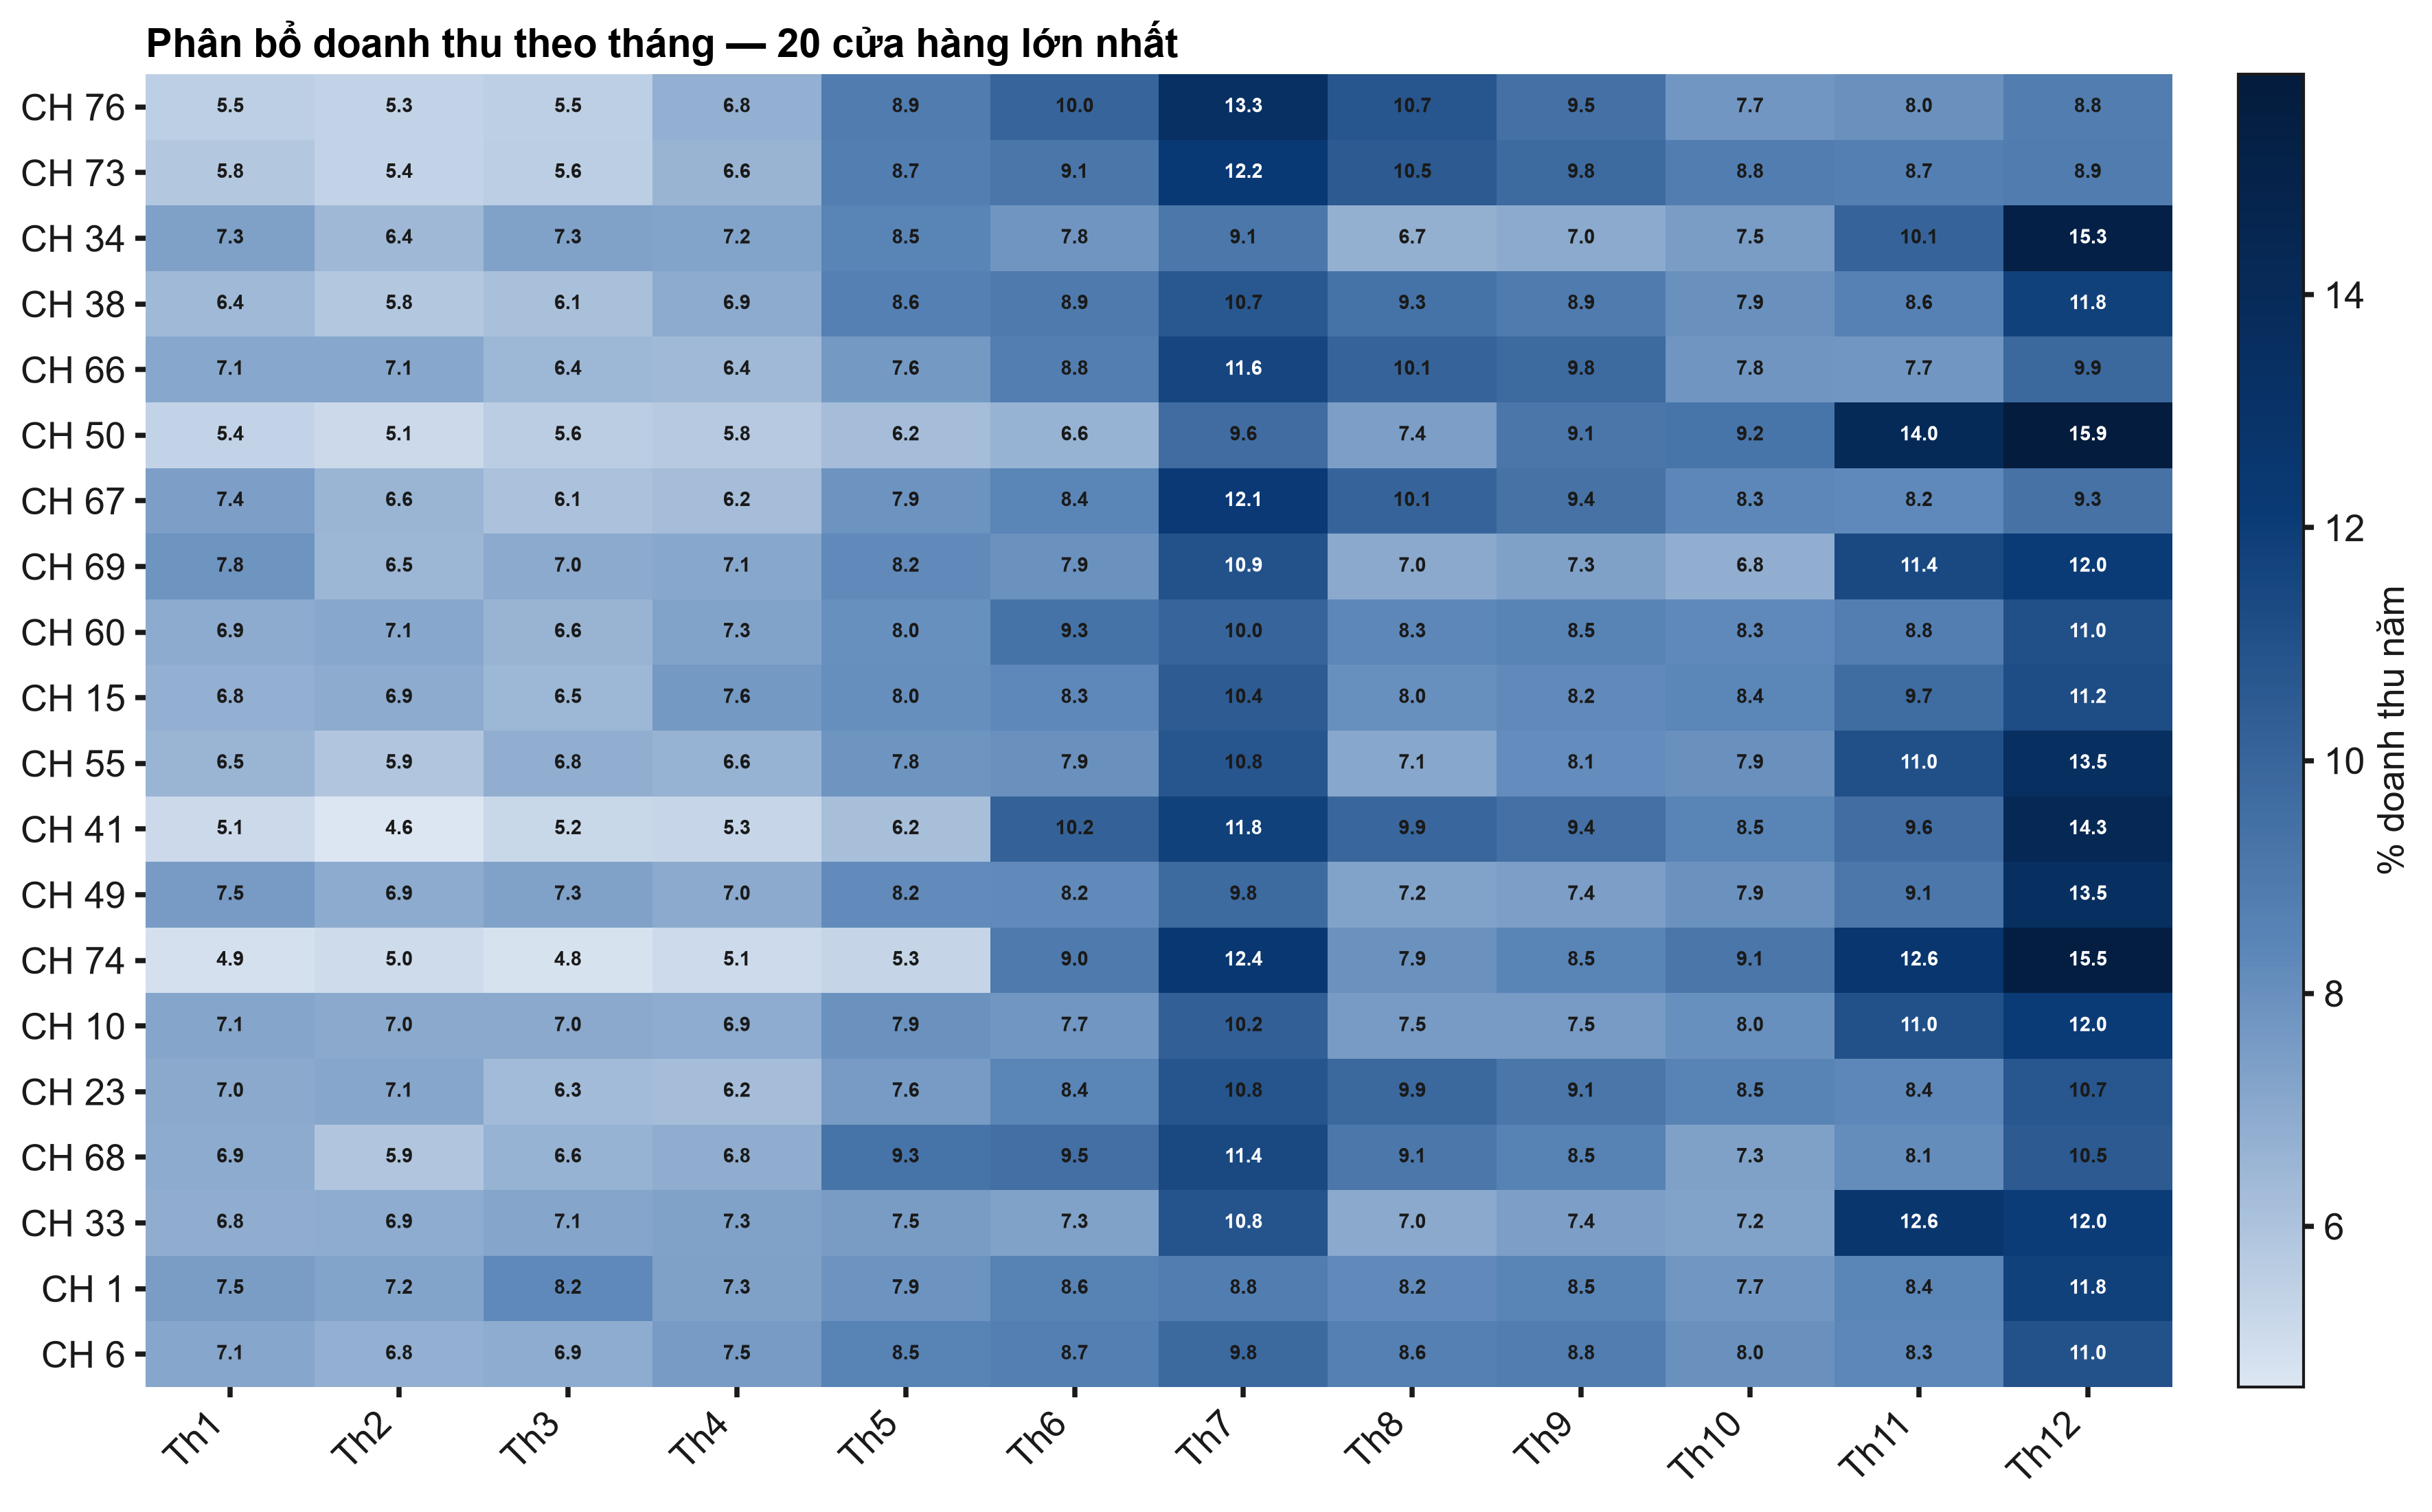 Phân bổ doanh thu theo tháng — 20 cửa hàng lớn nhất
CH 76 5.5 5.3 5.5 6.8 8.9 10.0 13.3 10.7 9.5 7.7 8.0 8.8
CH 73 5.8 5.4 5.6 6.6 8.7 9.1 12.2 10.5 9.8 8.8 8.7 8.9
CH 34 7.3 6.4 7.3 7.2 8.5 7.8 9.1 6.7 7.0 7.5 10.1 15.3
CH 38 6.4 5.8 6.1 6.9 8.6 8.9 10.7 9.3 8.9 7.9 8.6 11.8
CH 66 7.1 7.1 6.4 6.4 7.6 8.8 11.6 10.1 9.8 7.8 7.7 9.9
CH 50 5.4 5.1 5.6 5.8 6.2 6.6 9.6 7.4 9.1 9.2 14.0 15.9
CH 67 7.4 6.6 6.1 6.2 7.9 8.4 12.1 10.1 9.4 8.3 8.2 9.3
CH 69 7.8 6.5 7.0 7.1 8.2 7.9 10.9 7.0 7.3 6.8 11.4 12.0
CH 60 6.9 7.1 6.6 7.3 8.0 9.3 10.0 8.3 8.5 8.3 8.8 11.0
CH 15 6.8 6.9 6.5 7.6 8.0 8.3 10.4 8.0 8.2 8.4 9.7 11.2
CH 55 6.5 5.9 6.8 6.6 7.8 7.9 10.8 7.1 8.1 7.9 11.0 13.5
CH 41 5.1 4.6 5.2 5.3 6.2 10.2 11.8 9.9 9.4 8.5 9.6 14.3
CH 49 7.5 6.9 7.3 7.0 8.2 8.2 9.8 7.2 7.4 7.9 9.1 13.5
CH 74 4.9 5.0 4.8 5.1 5.3 9.0 12.4 7.9 8.5 9.1 12.6 15.5
CH 10 7.1 7.0 7.0 6.9 7.9 7.7 10.2 7.5 7.5 8.0 11.0 12.0
CH 23 7.0 7.1 6.3 6.2 7.6 8.4 10.8 9.9 9.1 8.5 8.4 10.7
CH 68 6.9 5.9 6.6 6.8 9.3 9.5 11.4 9.1 8.5 7.3 8.1 10.5
CH 33 6.8 6.9 7.1 7.3 7.5 7.3 10.8 7.0 7.4 7.2 12.6 12.0
CH 1 7.5 7.2 8.2 7.3 7.9 8.6 8.8 8.2 8.5 7.7 8.4 11.8
CH 6 7.1 6.8 6.9 7.5 8.5 8.7 9.8 8.6 8.8 8.0 8.3 11.0
Th1 Th2 Th3 Th4 Th5 Th6 Th7 Th8 Th9 Th10 Th11 Th12
14
12
10
8
6
% doanh thu năm